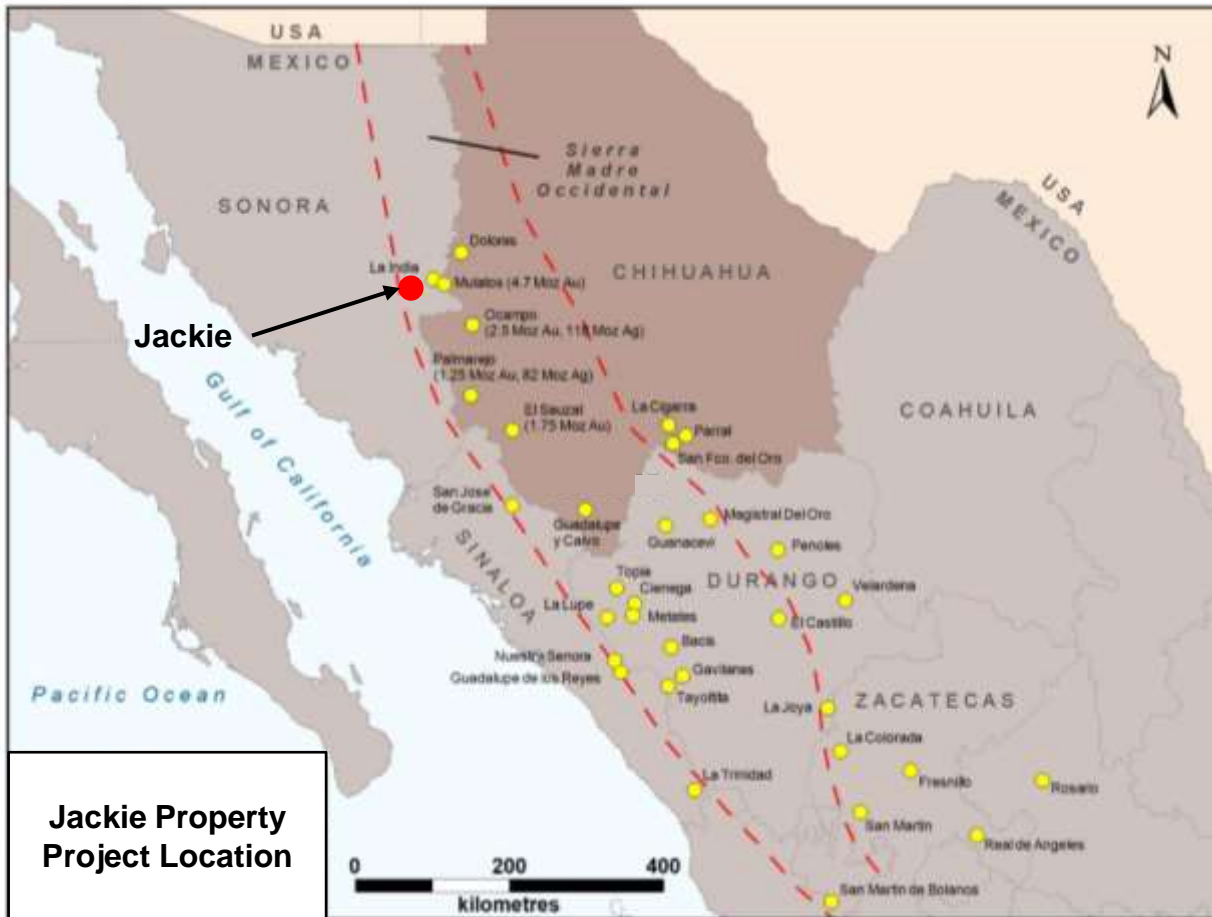 USA
MEXICO
N
Sierra
Madre
Occidental
SONORA
USA
MEXICO
Dolores
CHIHUAHUA
La India
Mulatos (4.7 Moz Au)
Jackie
Ocampo
(2.5 Moz Au, 118 Moz Ag)
Palmarejo
(1.25 Moz Au, 82 Moz Ag)
Gulf of California
La Cigarra
COAHUILA
El Sauzal
(1.75 Moz Au)
Parral
San Fco. del Oro
San Jose
de Gracia
Guadalupe
y Calvo
Magistral Del Oro
Guanacevi
SINALOA
Penoles
Topia
DURANGO
Cienega
Velardena
La Lupe
Metates
El Castillo
Bacis
Nuestra Senora
Guadalupe de los Reyes
Gavilanes
Tayoltita
Pacific Ocean
La Joya
ZACATECAS
La Colorada
La Trinidad
Fresnillo
Rosario
San Martin
Real de Angeles
San Martin de Bolanos
Jackie Property
Project Location
0 200 400
kilometres